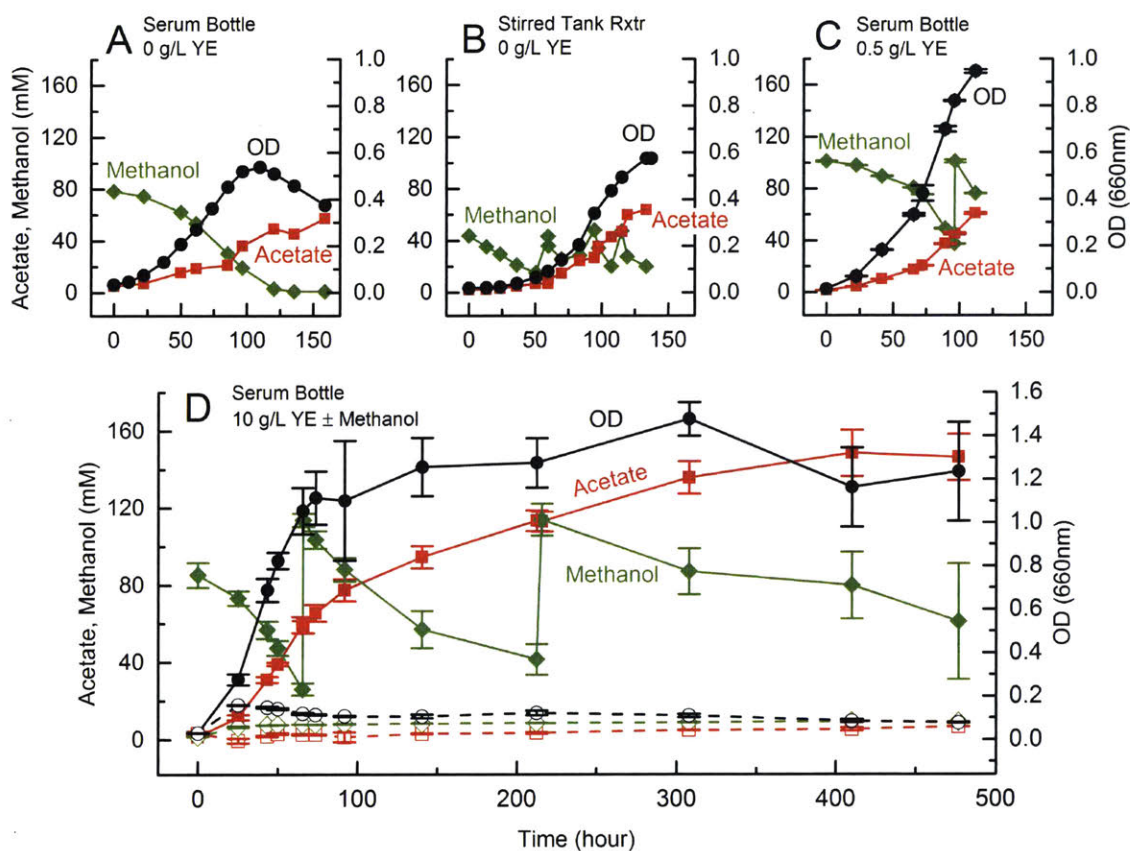 A Serum Bottle
0 g/L YE
B Stirred Tank Rxtr
0 g/L YE
C Serum Bottle
0.5 g/L YE
Acetate, Methanol (mM)
160
120
80
40
0
Methanol
OD
Acetate
1.0
0.8
0.6
0.4
0.2
0.0
0 50 100 150
160
120
80
40
0
Methanol
OD
Acetate
1.0
0.8
0.6
0.4
0.2
0.0
0 50 100 150
160
120
80
40
0
Methanol
OD
Acetate
1.0
0.8
0.6
0.4
0.2
0.0
OD (660nm)
0 50 100 150
D Serum Bottle
10 g/L YE ± Methanol
Acetate, Methanol (mM)
160
120
80
40
0
OD
Acetate
Methanol
1.6
1.4
1.2
1.0
0.8
0.6
0.4
0.2
0.0
OD (660nm)
0 100 200 300 400 500
Time (hour)